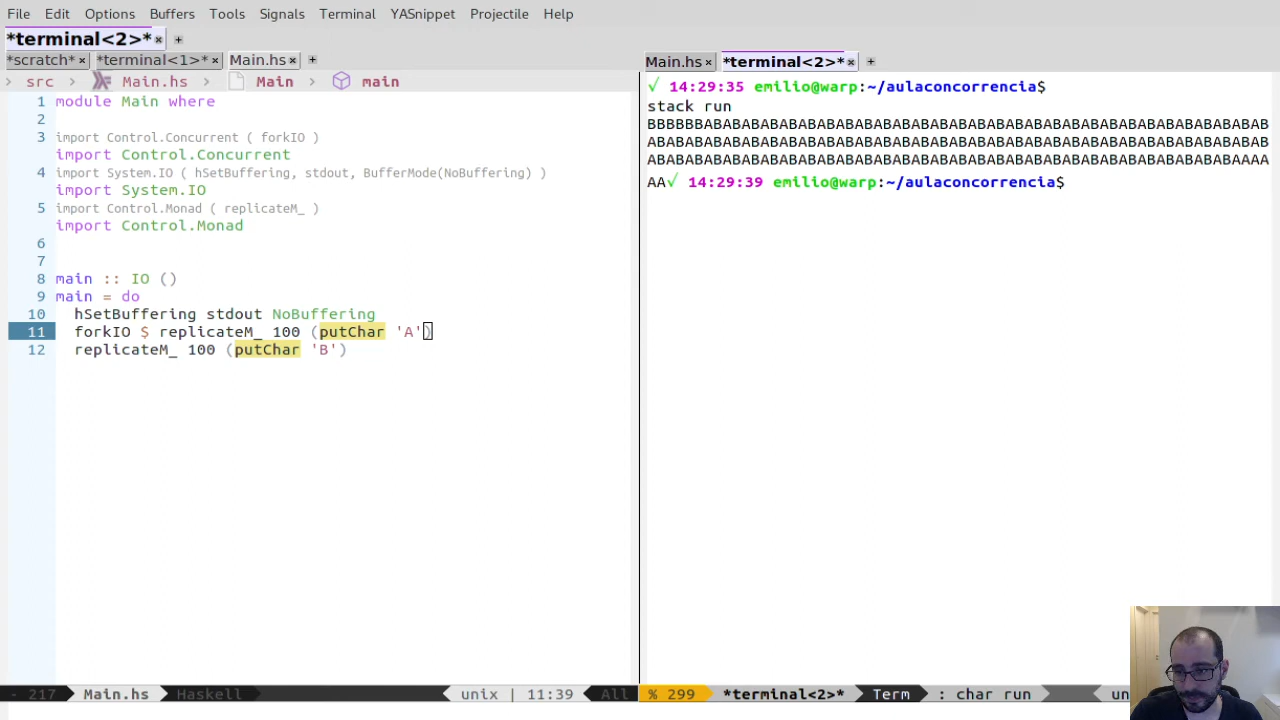 File Edit Options Buffers Tools Signals Terminal YASnippet Projectile Help
*terminal<2>*× +
*scratch*× *terminal<1>*× Main.hs× +
> src > Main.hs > Main > main
1 module Main where
2
import Control.Concurrent ( forkIO )
3 import Control.Concurrent
import System.IO ( hSetBuffering, stdout, BufferMode(NoBuffering) )
4 import System.IO
import Control.Monad ( replicateM_ )
5 import Control.Monad
6
7
8 main :: IO ()
9 main = do
10 hSetBuffering stdout NoBuffering
11 forkIO $ replicateM_ 100 (putChar 'A')
12 replicateM_ 100 (putChar 'B')
- 217 Main.hs Haskell unix | 11:39 All
Main.hs× *terminal<2>*× +
√ 14:29:35 emilio@warp:~/aulaconcorrencia$
stack run
BBBBBBABABABABABABABABABABABABABABABABABABABABABABABABABABABABABAB
ABABABABABABABABABABABABABABABABABABABABABABABABABABABABABABABABAB
ABABABABABABABABABABABABABABABABABABABABABABABABABABABABABABABAAAA
AA√ 14:29:39 emilio@warp:~/aulaconcorrencia$
% 299 *terminal<2>* Term : char run un